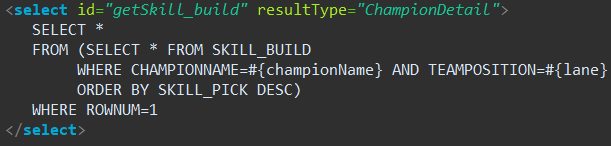 <select id="getSkill_build" resultType="ChampionDetail">
SELECT *
FROM (SELECT * FROM SKILL_BUILD
WHERE CHAMPIONNAME=#{championName} AND TEAMPOSITION=#{lane}
ORDER BY SKILL_PICK DESC)
WHERE ROWNUM=1
</select>